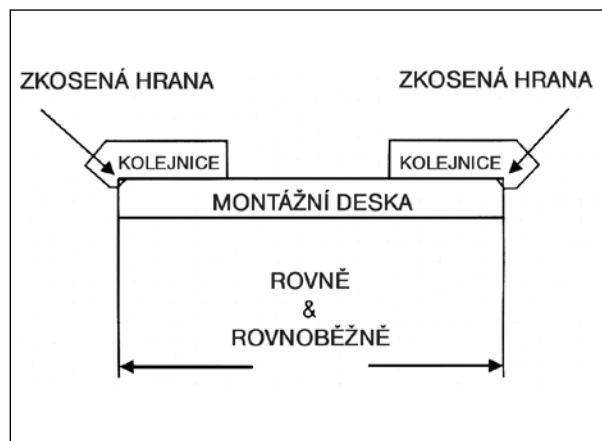 ZKOSENÁ HRANA
ZKOSENÁ HRANA
KOLEJNICE
KOLEJNICE
MONTÁŽNÍ DESKA
ROVNĚ
&
ROVNOBĚŽNĚ